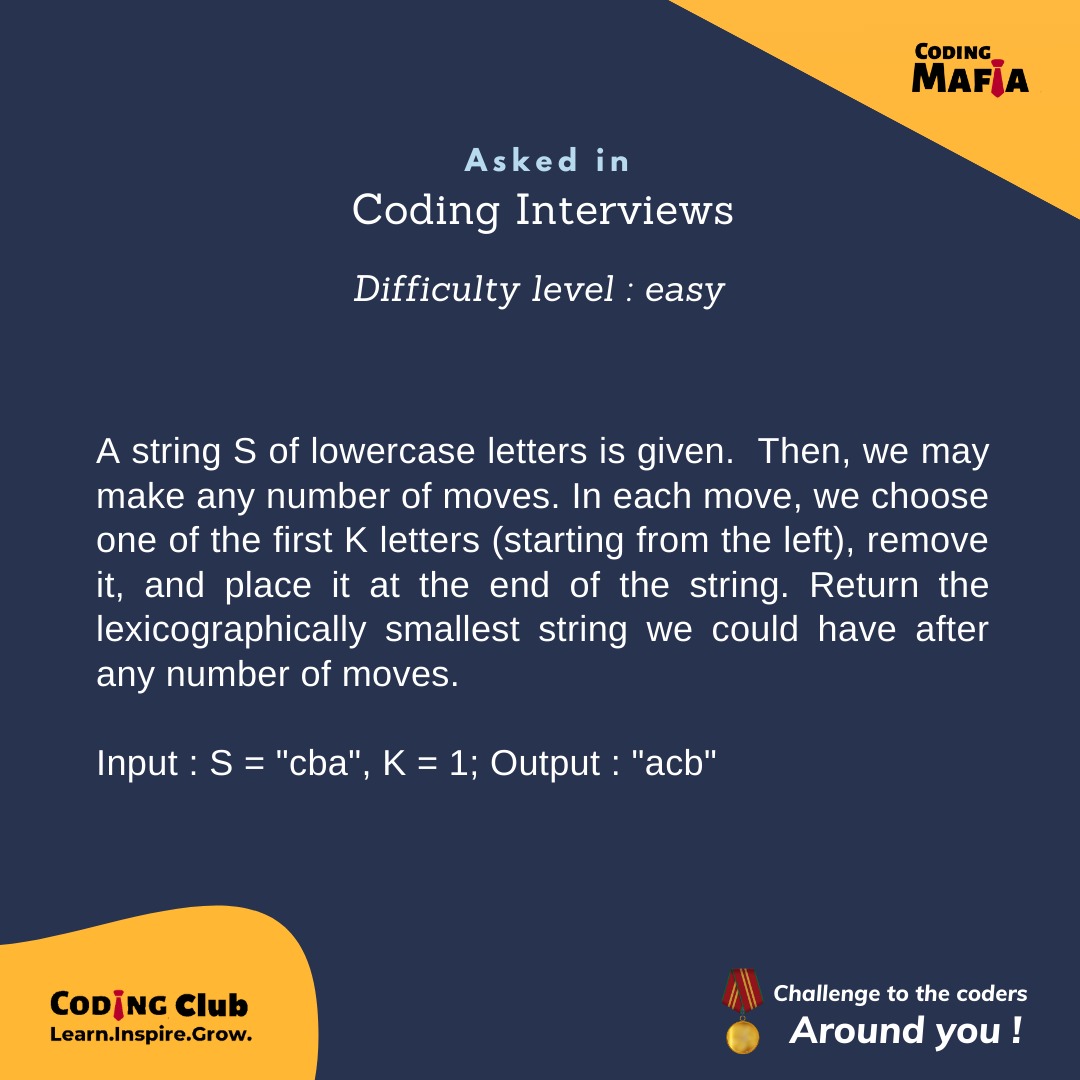 CODING
MAFIA
Asked in
Coding Interviews
Difficulty level : easy
A string S of lowercase letters is given.  Then, we may
make any number of moves. In each move, we choose
one of the first K letters (starting from the left), remove
it, and place it at the end of the string. Return the
lexicographically smallest string we could have after
any number of moves.
Input : S = "cba", K = 1; Output : "acb"
CODING Club
Learn.Inspire.Grow.
Challenge to the coders
Around you !